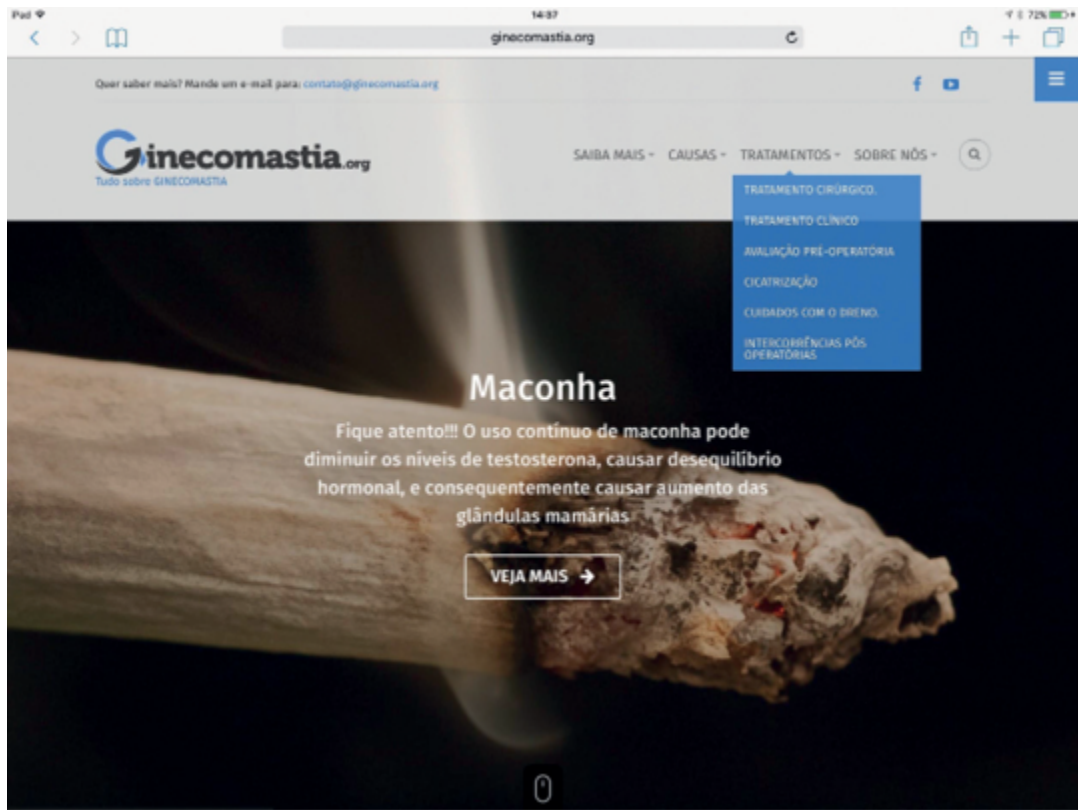 iPad
14:37
72%
ginecomastia.org
Quer saber mais? Mande um e-mail para: contato@ginecomastia.org
Ginecomastia.org
Tudo sobre GINECOMASTIA
SAIBA MAIS CAUSAS TRATAMENTOS SOBRE NÓS
TRATAMENTO CIRÚRGICO.
TRATAMENTO CLÍNICO
AVALIAÇÃO PRÉ-OPERATÓRIA
CICATRIZAÇÃO
CUIDADOS COM O DRENO.
INTERCORRÊNCIAS PÓS
OPERATÓRIAS
Maconha
Fique atento!!! O uso contínuo de maconha pode
diminuir os níveis de testosterona, causar desequilíbrio
hormonal, e consequentemente causar aumento das
glândulas mamárias
VEJA MAIS